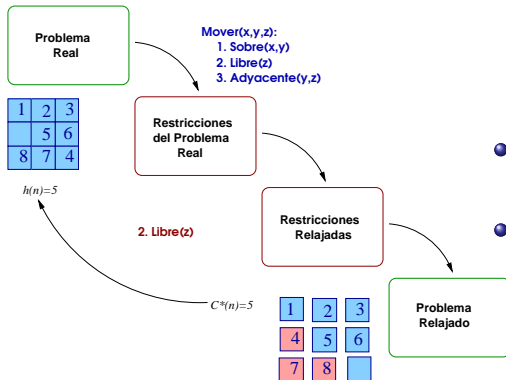 Problema
Real
Mover(x,y,z):
1. Sobre(x,y)
2. Libre(z)
3. Adyacente(y,z)
1 2 3
5 6
8 7 4
h(n)=5
Restricciones
del Problema
Real
2. Libre(z)
Restricciones
Relajadas
C*(n)=5
1 2 3
4 5 6
7 8
Problema
Relajado